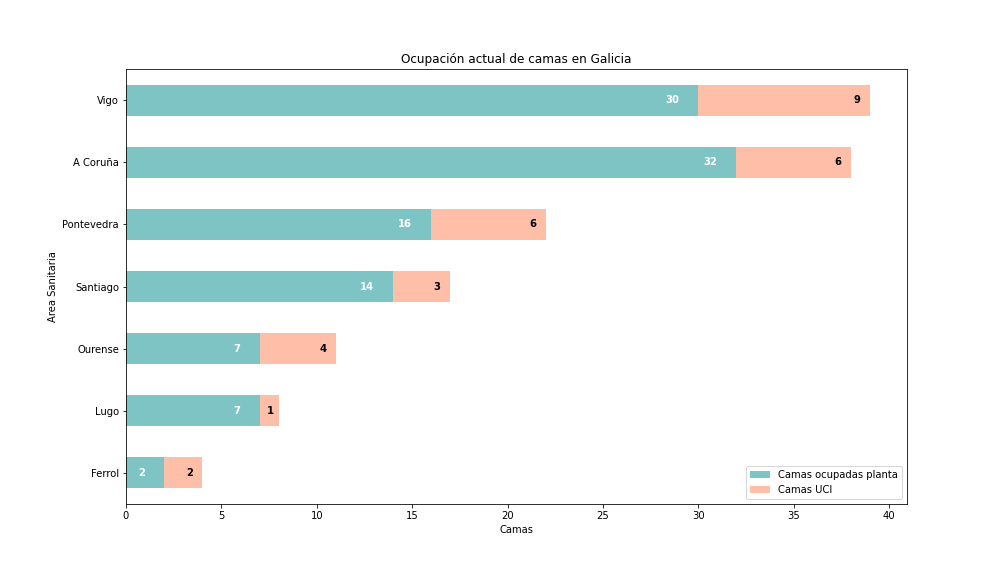 Ocupación actual de camas en Galicia
Area Sanitaria
Vigo 30 9
A Coruña 32 6
Pontevedra 16 6
Santiago 14 3
Ourense 7 4
Lugo 7 1
Ferrol 2 2
Camas ocupadas planta
Camas UCI
0 5 10 15 20 25 30 35 40
Camas